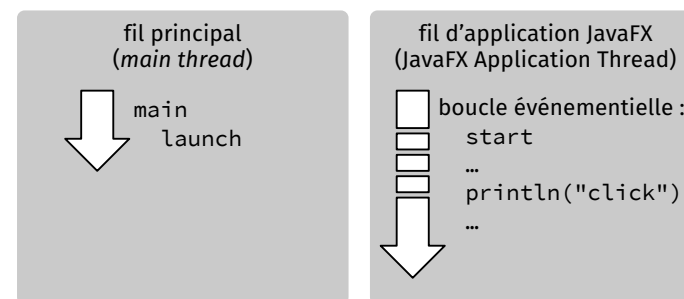 fil principal
(main thread)
main
launch
fil d'application JavaFX
(JavaFX Application Thread)
boucle événementielle :
start
…
println("click")
…